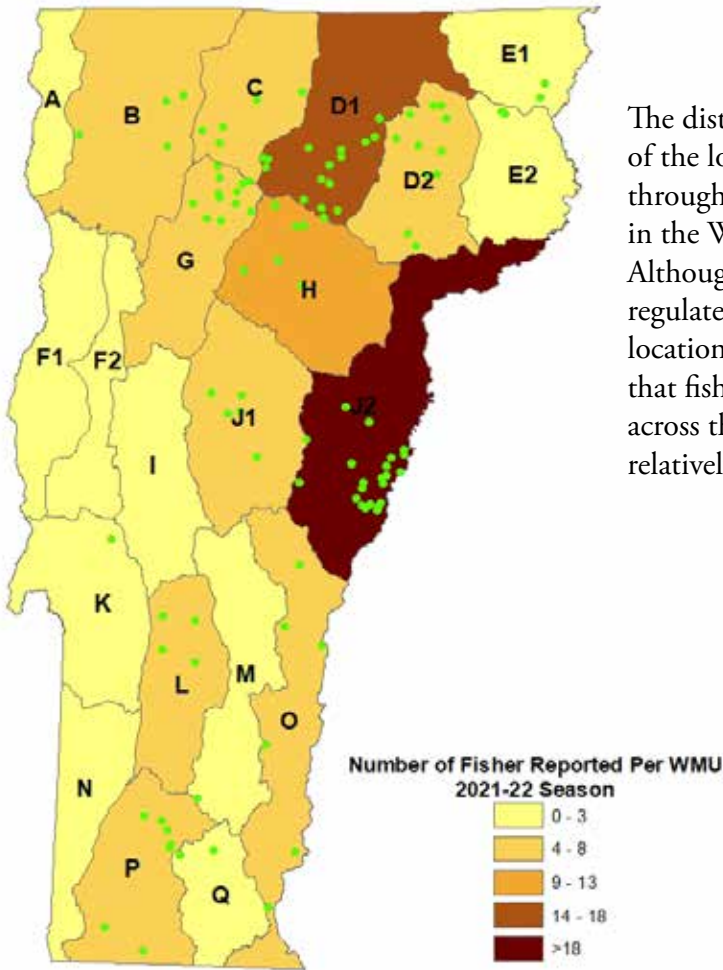 E1
A
C
B
D1
D2
E2
G
H
F1
F2
J1
J2
I
K
L
M
O
N
P
Q
The dist
of the lo
through
in the W
Althoug
regulate
location
that fish
across th
relatively
Number of Fisher Reported Per WMU
2021-22 Season
0 - 3
4 - 8
9 - 13
14 - 18
>18